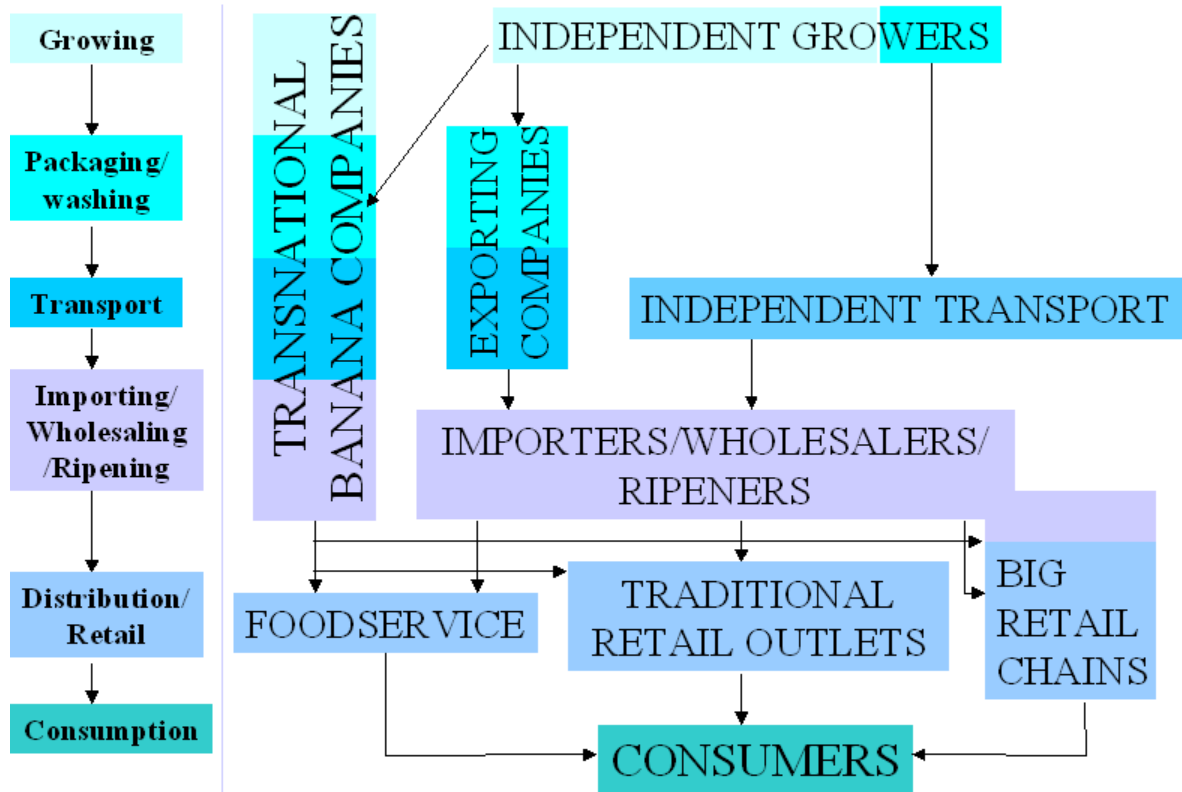 Growing
Packaging/
washing
Transport
Importing/
Wholesaling
/Ripening
Distribution/
Retail
Consumption
TRANSNATIONAL
BANANA COMPANIES
INDEPENDENT GROWERS
EXPORTING
COMPANIES
INDEPENDENT TRANSPORT
IMPORTERS/WHOLESALERS/
RIPENERS
FOODSERVICE
TRADITIONAL
RETAIL OUTLETS
BIG
RETAIL
CHAINS
CONSUMERS